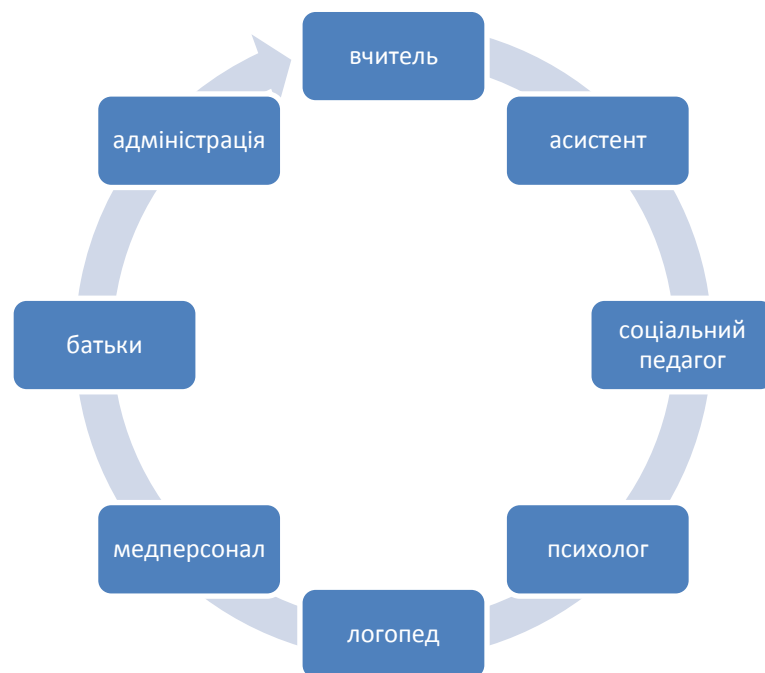 вчитель
асистент
соціальний
педагог
психолог
логопед
медперсонал
батьки
адміністрація